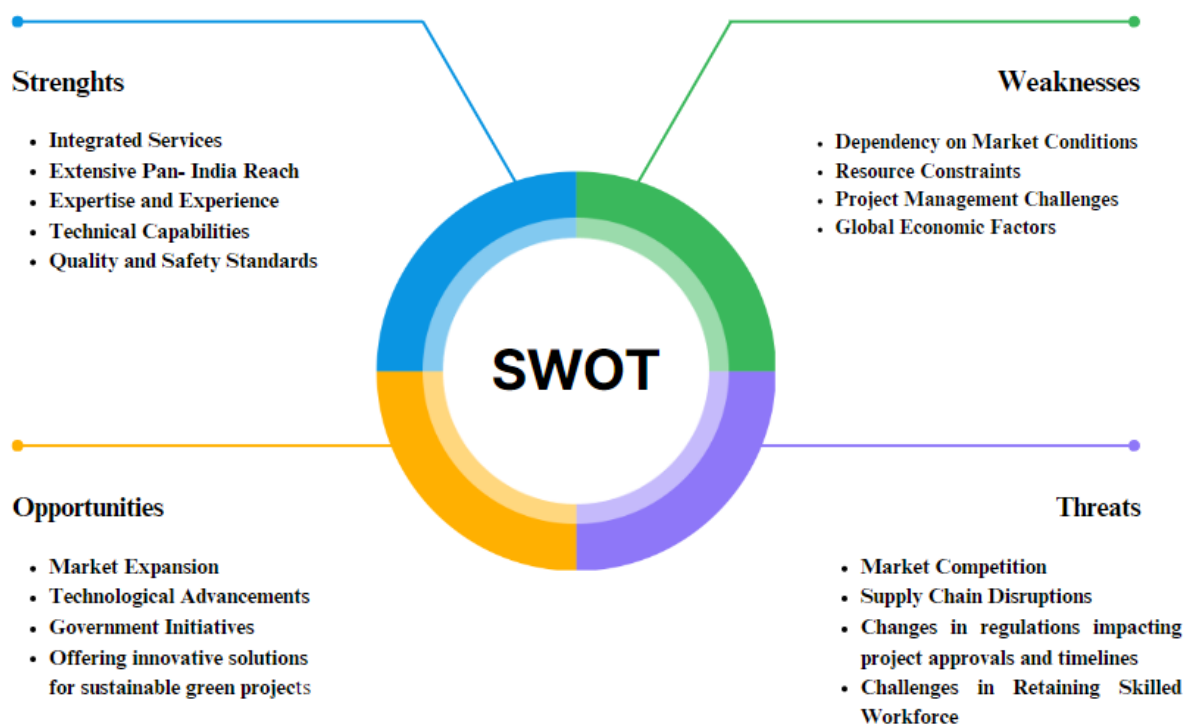 Strenghts
• Integrated Services
• Extensive Pan- India Reach
• Expertise and Experience
• Technical Capabilities
• Quality and Safety Standards
Weaknesses
• Dependency on Market Conditions
• Resource Constraints
• Project Management Challenges
• Global Economic Factors
SWOT
Opportunities
• Market Expansion
• Technological Advancements
• Government Initiatives
• Offering innovative solutions
for sustainable green projects
Threats
• Market Competition
• Supply Chain Disruptions
• Changes in regulations impacting
project approvals and timelines
• Challenges in Retaining Skilled
Workforce